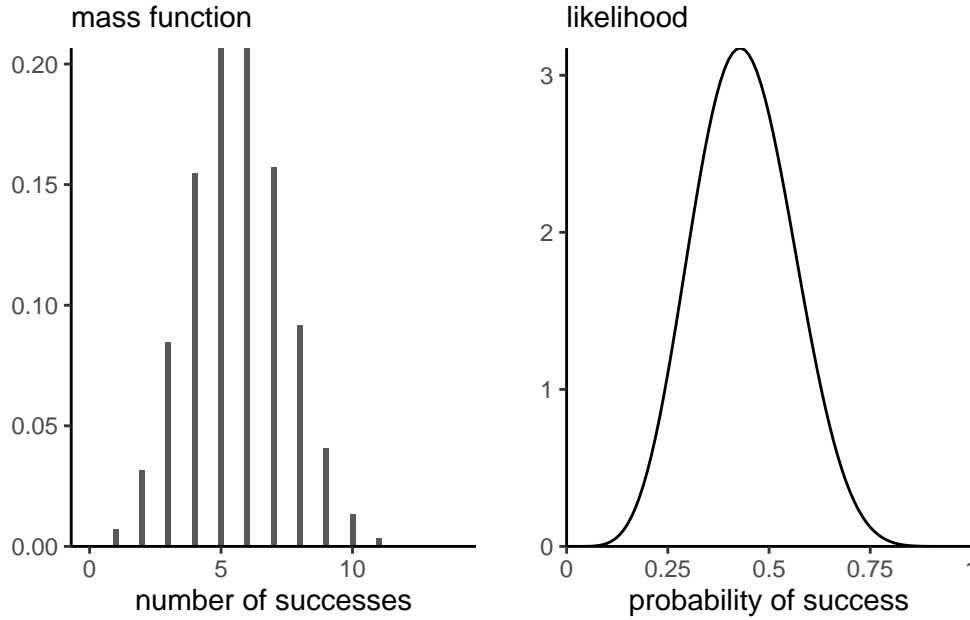 mass function
0.20
0.15
0.10
0.05
0.00
0 5 10
number of successes
likelihood
3
2
1
0
0 0.25 0.5 0.75 1
probability of success